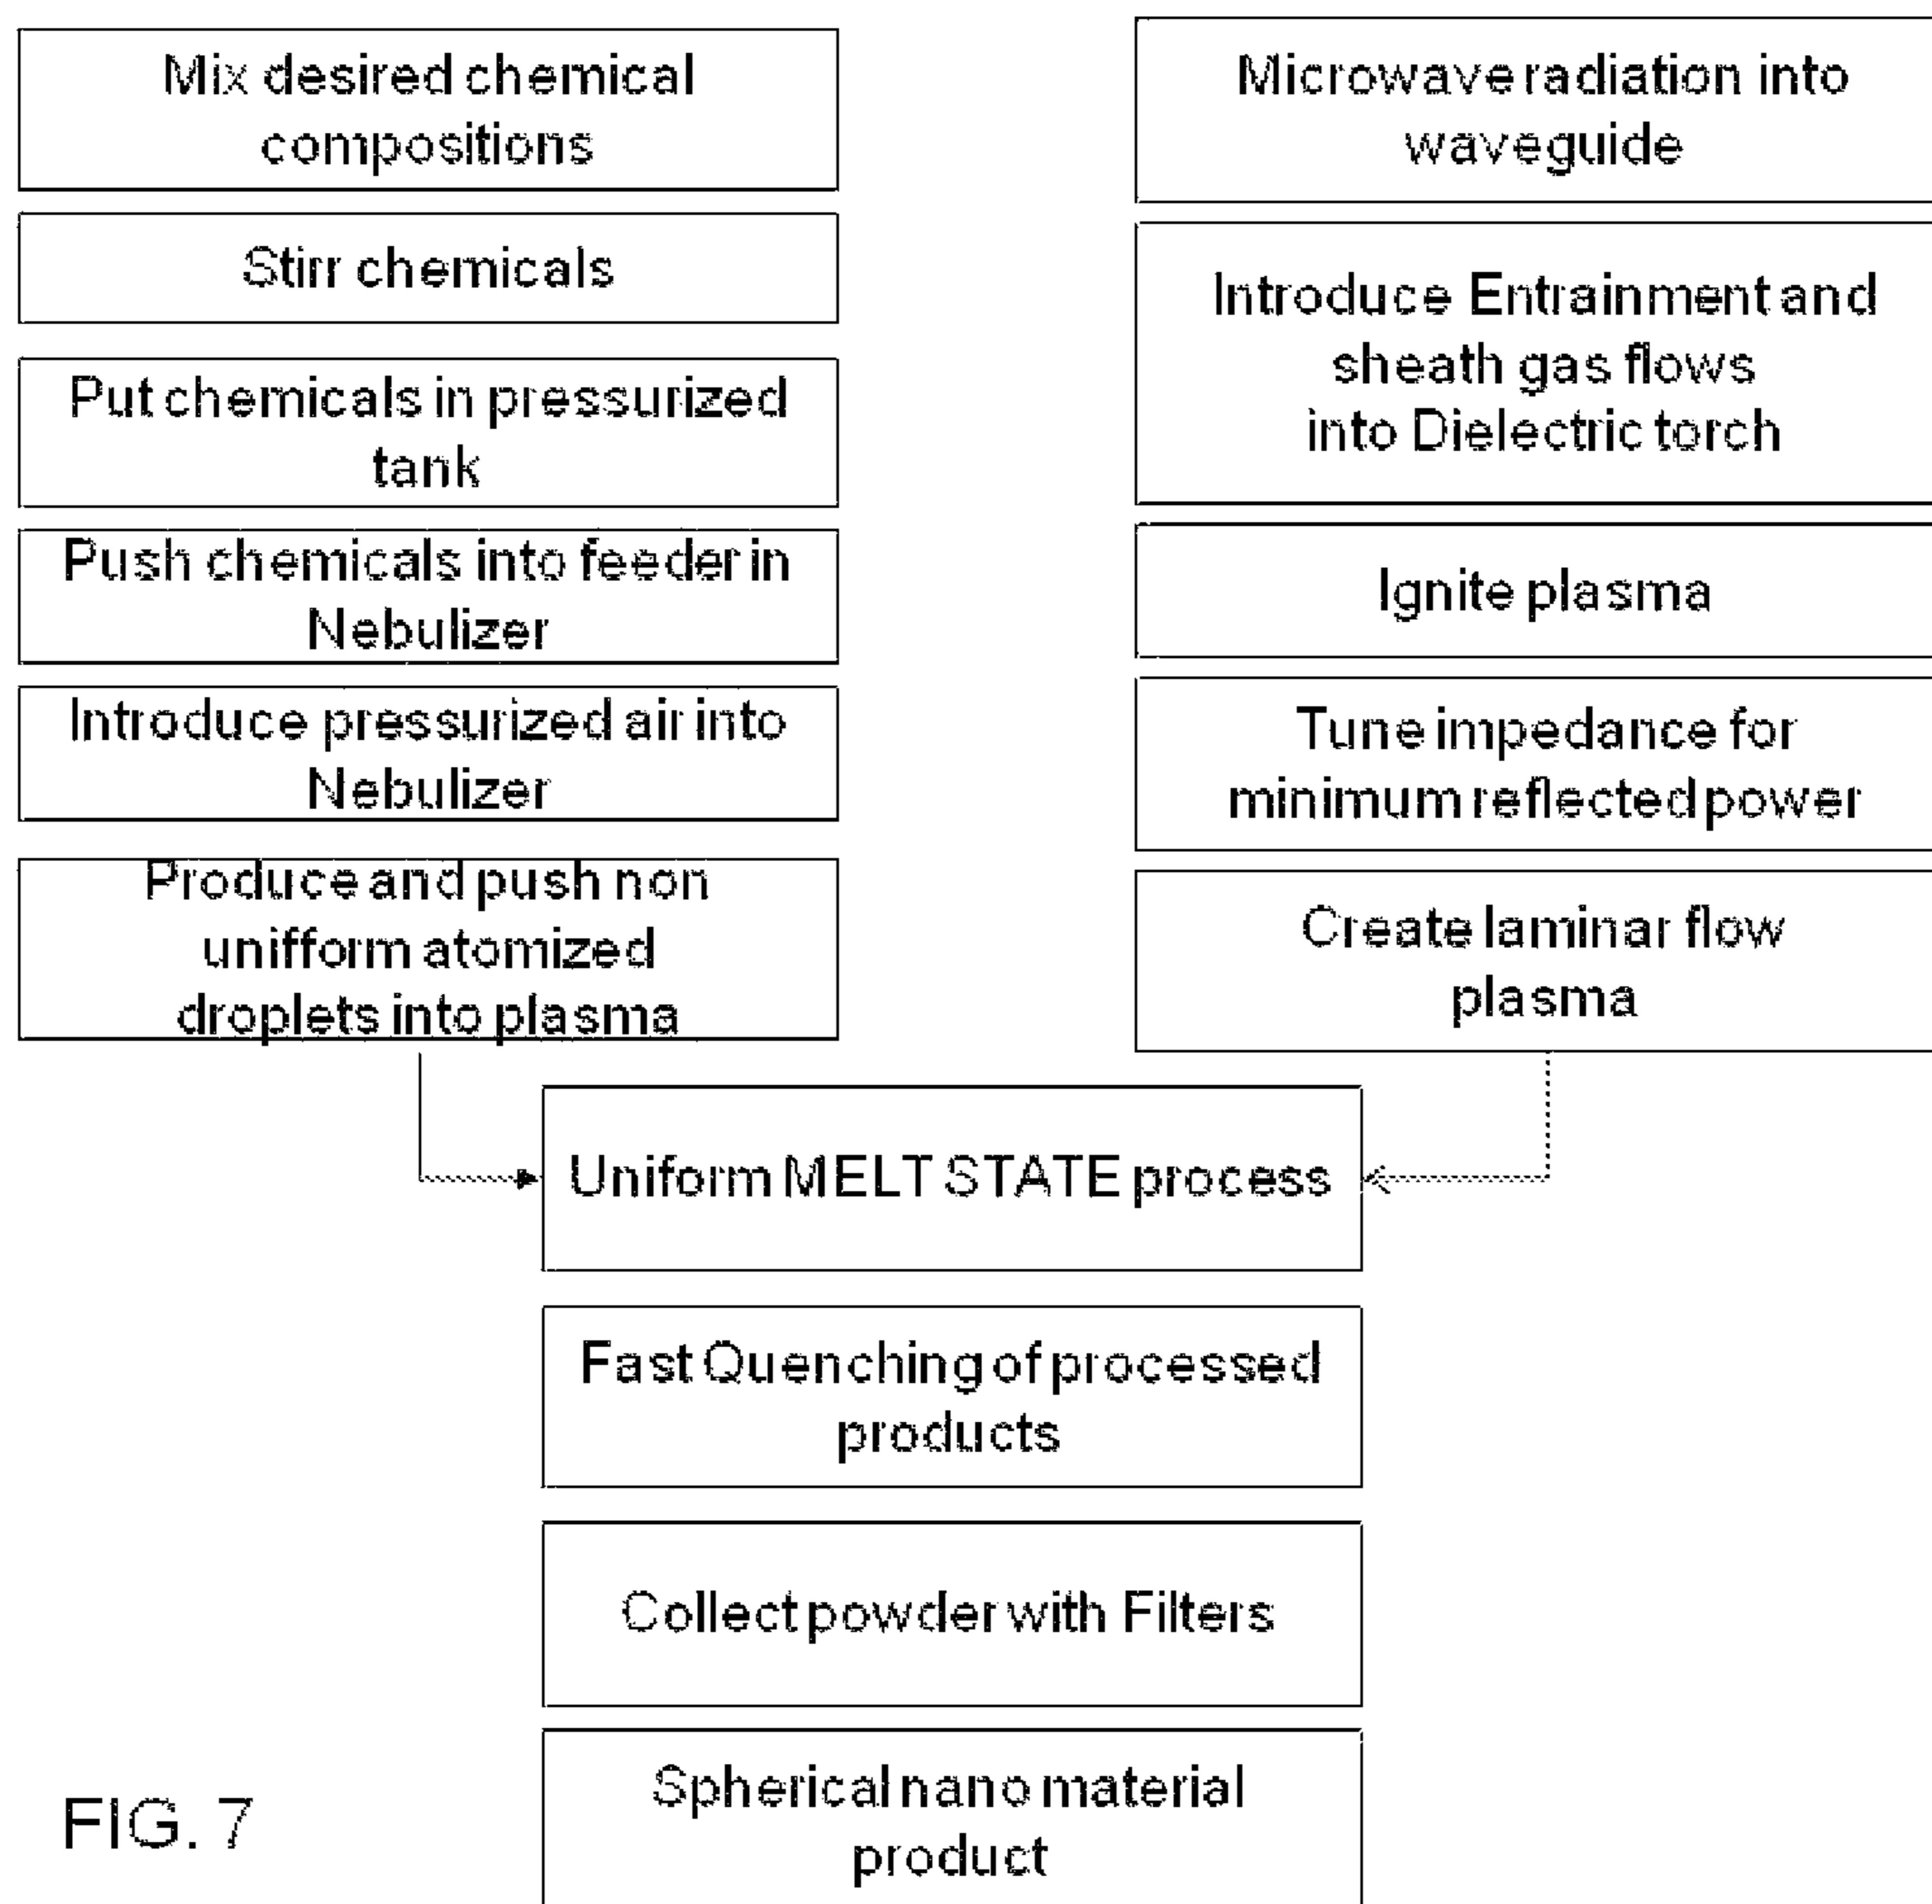 Mix desired chemical
compositions
Stirr chemicals
Put chemicals in pressurized
tank
Push chemicals into feeder in
Nebulizer
Introduce pressurized air into
Nebulizer
Produce and push non
unifform atomized
droplets into plasma
Microwave radiation into
waveguide
Introduce Entrainment and
sheath gas flows
into Dielectric torch
Ignite plasma
Tune impedance for
minimum reflected power
Create laminar flow
plasma
Uniform MELT STATE process
Fast Quenching of processed
products
Collect powder with Filters
Spherical nano material
product
FIG. 7